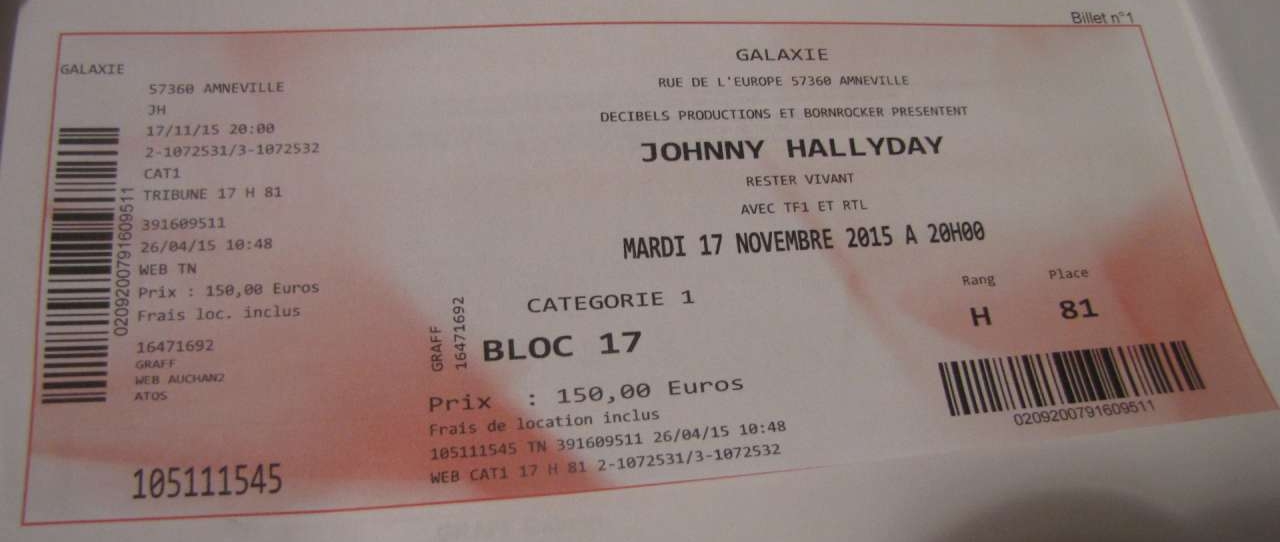 Billet n°1
GALAXIE
57360 AMNEVILLE
JH
17/11/15 20:00
2-1072531/3-1072532
CAT1
TRIBUNE 17 H 81
391609511
26/04/15 10:48
WEB TN
Prix : 150,00 Euros
Frais loc. inclus
16471692
GRAFF
WEB AUCHAN2
ATOS
0209200791609511
105111545
GALAXIE
RUE DE L'EUROPE 57360 AMNEVILLE
DECIBELS PRODUCTIONS ET BORNROCKER PRESENTENT
JOHNNY HALLYDAY
RESTER VIVANT
AVEC TF1 ET RTL
MARDI 17 NOVEMBRE 2015 A 20H00
CATEGORIE 1
BLOC 17
GRAFF
16471692
Rang Place
H 81
Prix : 150,00 Euros
Frais de location inclus
105111545 TN 391609511 26/04/15 10:48
WEB CAT1 17 H 81 2-1072531/3-1072532
0209200791609511